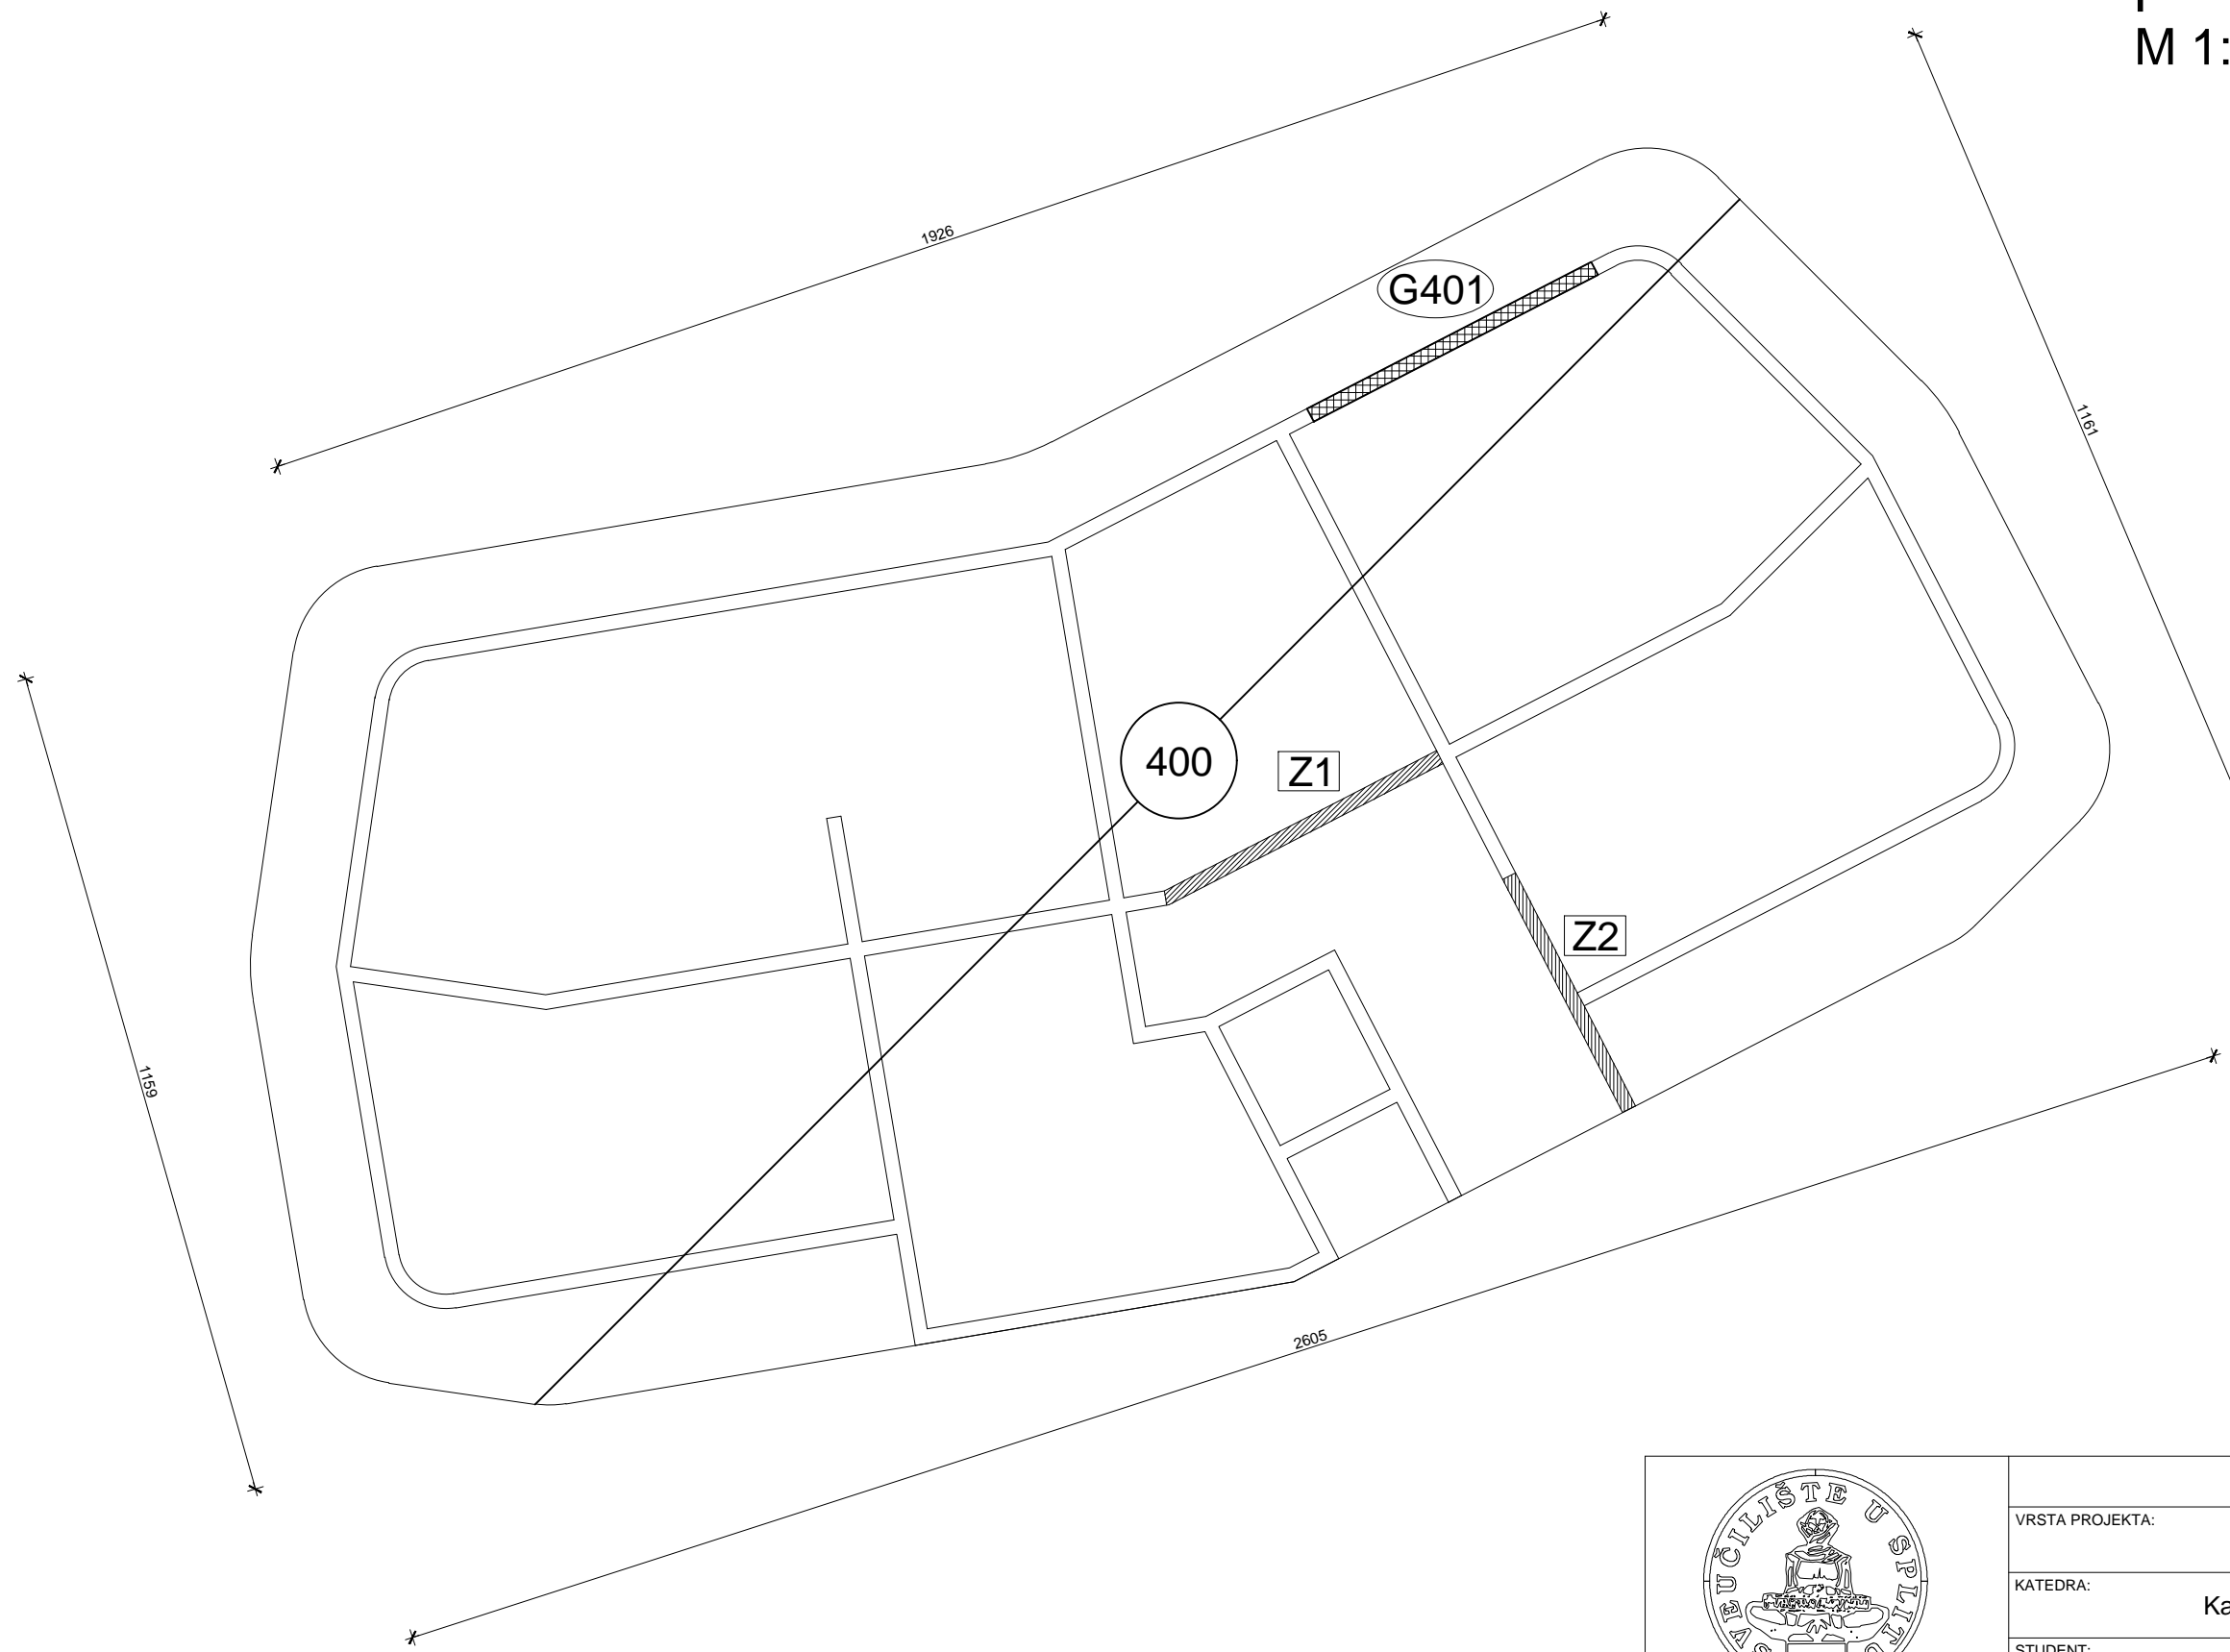 M 1:
1926
G401
1161
400
Z1
Z2
1159
2605
SVEUČILIŠTE U SPLITU
VRSTA PROJEKTA:
KATEDRA:
Ka
STUDENT: